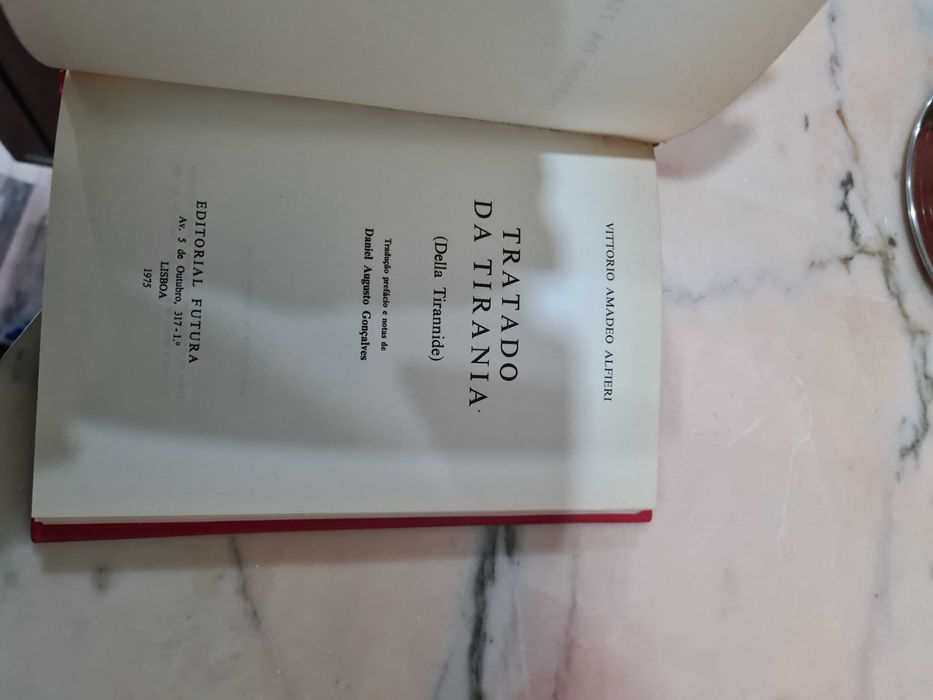 VITTORIO AMADEO ALFIERI
TRATADO
DA TIRANIA
(Della Tirannide)
Tradução prefácio e notas de
Daniel Augusto Gonçalves
EDITORIAL FUTURA
Av. 5 de Outubro, 317-1.º
LISBOA
1975